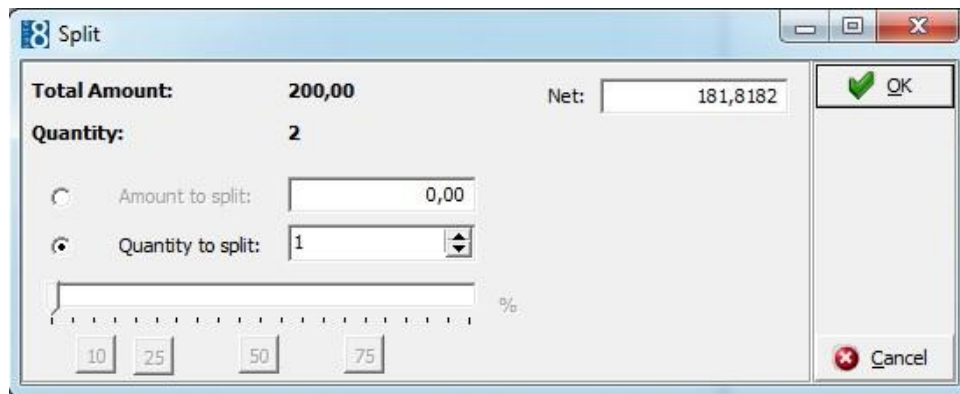 8 Split
Total Amount: 200,00 Net: 181,8182 OK
Quantity: 2
Amount to split: 0,00
Quantity to split: 1
%
10 25 50 75 Cancel